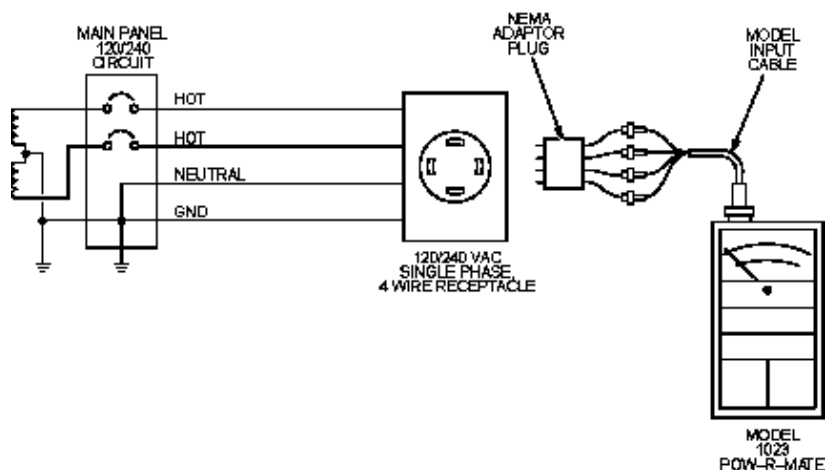 MAIN PANEL
120/240
CIRCUIT
HOT
HOT
NEUTRAL
GND
120/240 VAC
SINGLE PHASE,
4 WIRE RECEPTACLE
NEMA
ADAPTOR
PLUG
MODEL
INPUT
CABLE
MODEL
1023
POW-R-MATE